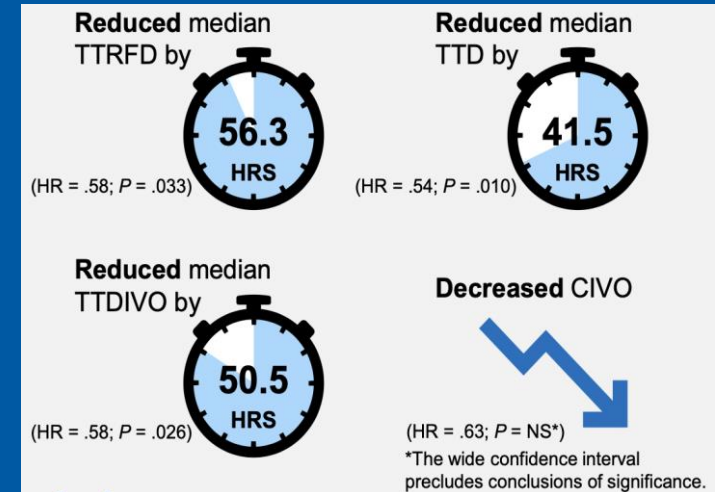 Reduced median
TTRFD by
56.3
HRS
(HR = .58; P = .033)
Reduced median
TTD by
41.5
HRS
(HR = .54; P = .010)
Reduced median
TTDIVO by
50.5
HRS
(HR = .58; P = .026)
Decreased CIVO
(HR = .63; P = NS*)
*The wide confidence interval
precludes conclusions of significance.